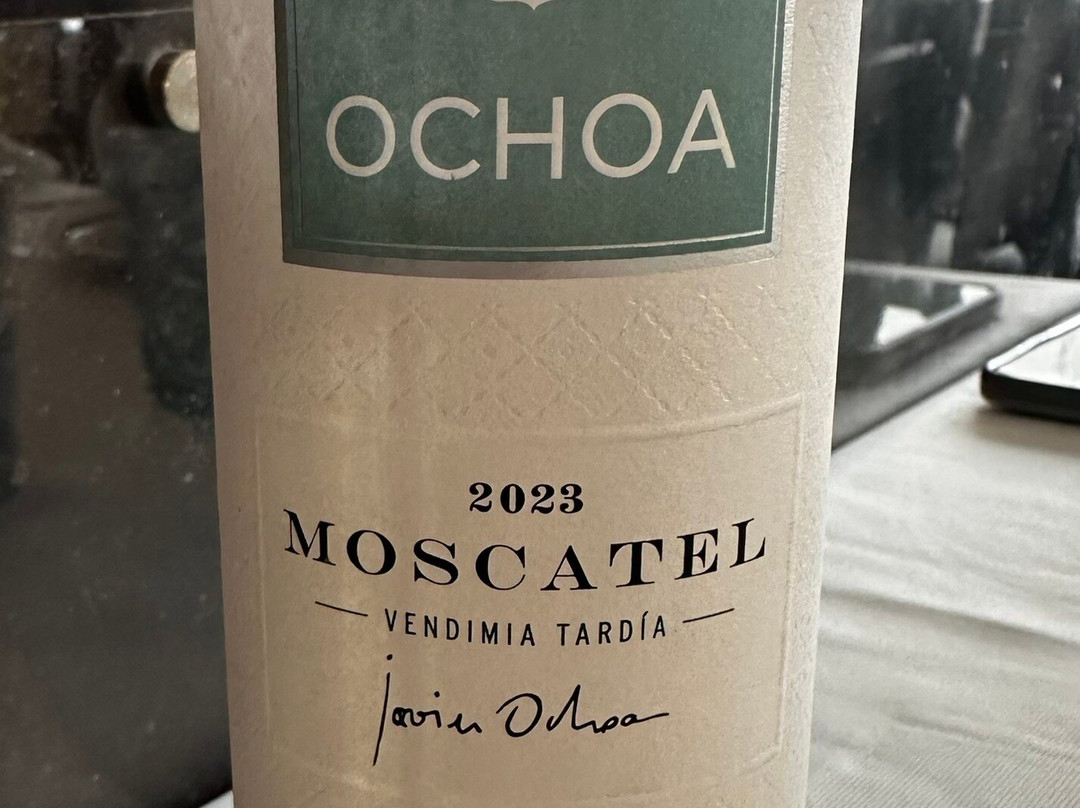 OCHOA
2023
MOSCATEL
VENDIMIA TARDÍA
Javier Ochoa